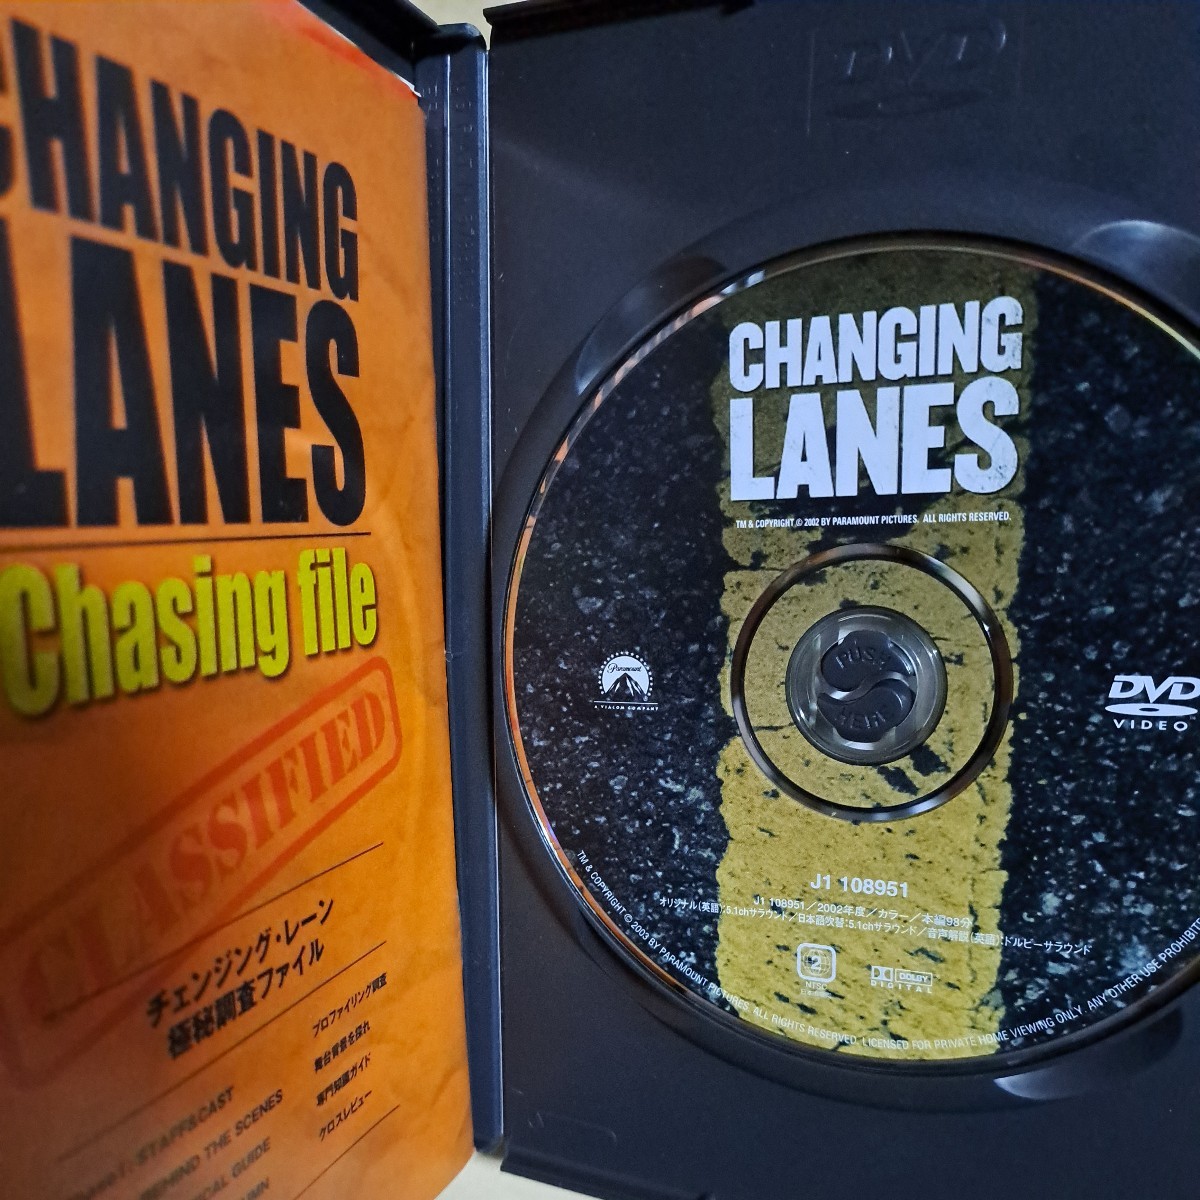 CHANGING
LANES
Chasing file
CLASSIFIED
チェンジング・レーン
極秘調査ファイル
STAFF&CAST
プロファイリング調査
BEHIND THE SCENES
舞台背景を探れ
GUIDE
専門知識ガイド
クロスレビュー
DVD
CHANGING
LANES
TM & COPYRIGHT © 2002 BY PARAMOUNT PICTURES. ALL RIGHTS RESERVED.
Paramount
A VIACOM COMPANY
PUSH
HERE
DVD
VIDEO
J1 108951
J1 108951／2002年度／カラー／本編98分
オリジナル(英語):5.1chサラウンド／日本語吹替:5.1chサラウンド／音声解説(英語):ドルビーサラウンド
2
NTSC
DOLBY
DIGITAL
TM & COPYRIGHT © 2003 BY PARAMOUNT PICTURES. ALL RIGHTS RESERVED. LICENSED FOR PRIVATE HOME VIEWING ONLY. ANY OTHER USE PROHIBITE